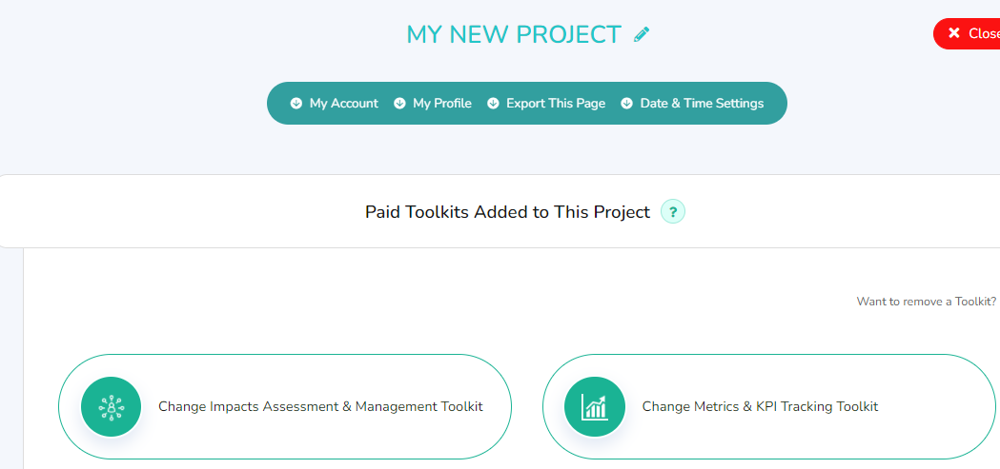 MY NEW PROJECT
Close
My Account My Profile Export This Page Date & Time Settings
Paid Toolkits Added to This Project ?
Want to remove a Toolkit?
Change Impacts Assessment & Management Toolkit
Change Metrics & KPI Tracking Toolkit